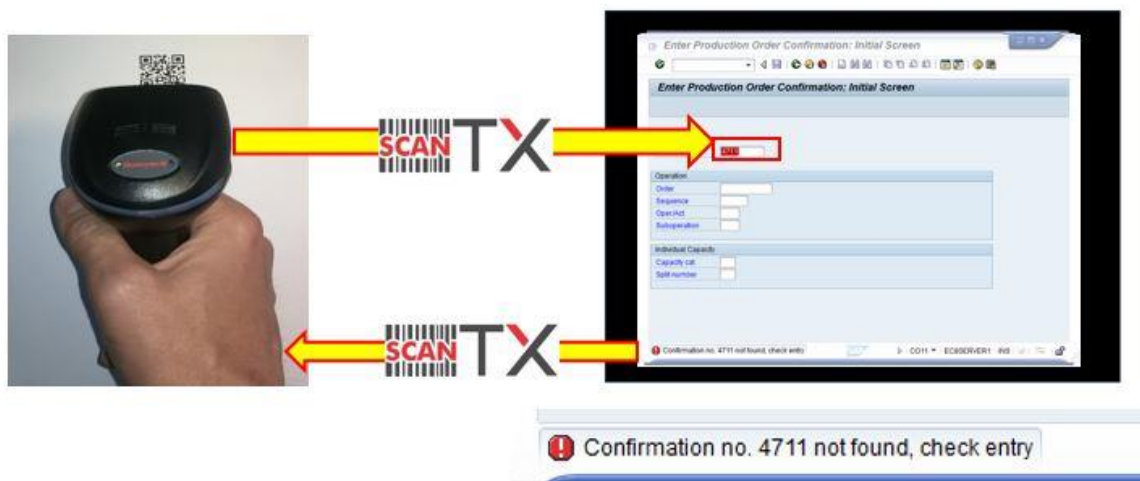 Enter Production Order Confirmation: Initial Screen
Enter Production Order Confirmation: Initial Screen
SCAN TX
4711
Operation
Order
Sequence
Oper./Act.
Suboperation
Individual Capacity
Capacity cat.
Split number
SCAN TX
Confirmation no. 4711 not found, check entry
CO11
INS
Confirmation no. 4711 not found, check entry